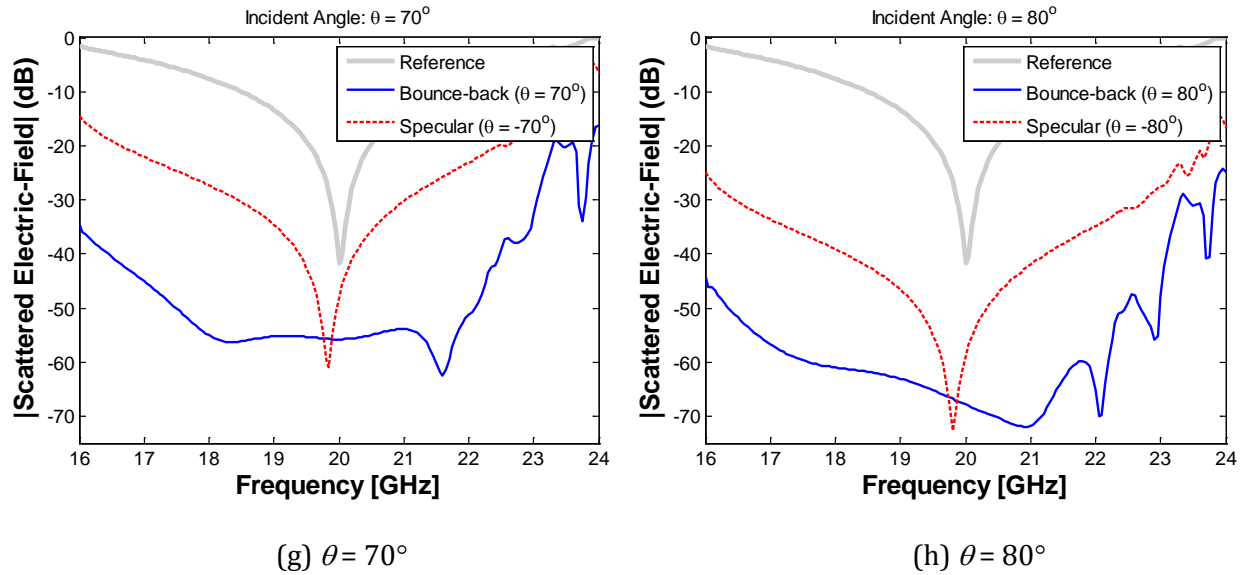 Incident Angle: θ = 70°
|Scattered Electric-Field| (dB)
0
-10
-20
-30
-40
-50
-60
-70
Reference
Bounce-back (θ = 70°)
Specular (θ = -70°)
16 17 18 19 20 21 22 23 24
Frequency [GHz]
(g) θ = 70°
Incident Angle: θ = 80°
|Scattered Electric-Field| (dB)
0
-10
-20
-30
-40
-50
-60
-70
Reference
Bounce-back (θ = 80°)
Specular (θ = -80°)
16 17 18 19 20 21 22 23 24
Frequency [GHz]
(h) θ = 80°